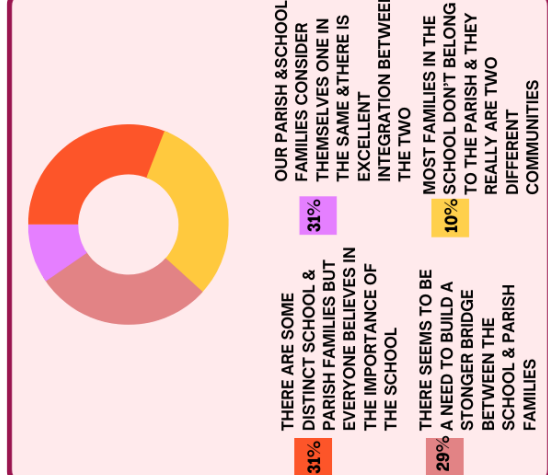 31%
THERE ARE SOME
DISTINCT SCHOOL &
PARISH FAMILIES BUT
EVERYONE BELIEVES IN
THE IMPORTANCE OF
THE SCHOOL
31%
OUR PARISH &SCHOOL
FAMILIES CONSIDER
THEMSELVES ONE IN
THE SAME &THERE IS
EXCELLENT
INTEGRATION BETWEEN
THE TWO
29%
THERE SEEMS TO BE
A NEED TO BUILD A
STONGER BRIDGE
BETWEEN THE
SCHOOL & PARISH
FAMILIES
10%
MOST FAMILIES IN THE
SCHOOL DON'T BELONG
TO THE PARISH & THEY
REALLY ARE TWO
DIFFERENT
COMMUNITIES